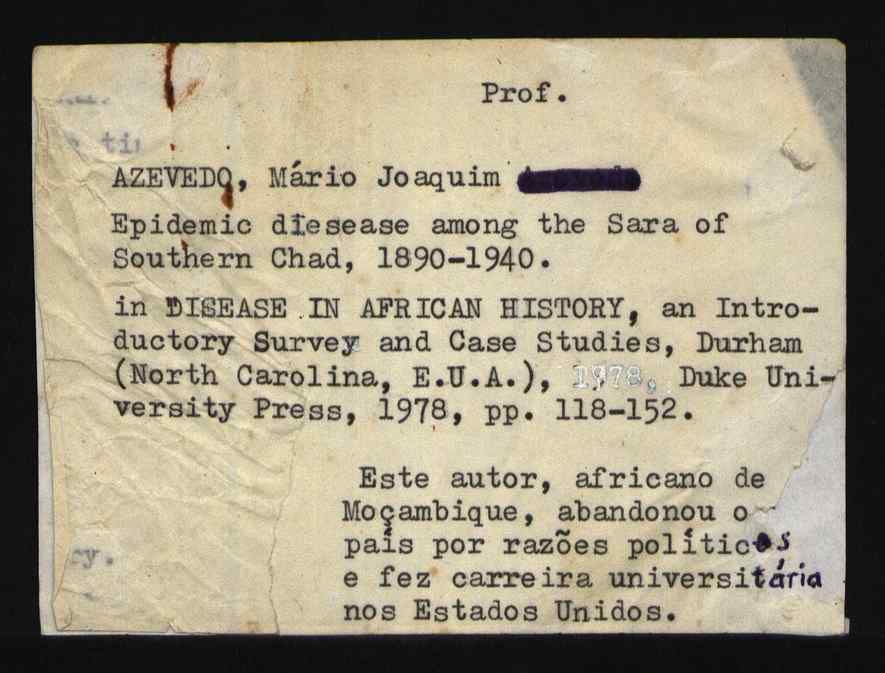 Prof.
AZEVEDO, Mário Joaquim
Epidemic diesease among the Sara of
Southern Chad, 1890-1940.
in DISEASE IN AFRICAN HISTORY, an Intro-
ductory Survey and Case Studies, Durham
(North Carolina, E.U.A.), 1978, Duke Uni-
versity Press, 1978, pp. 118-152.
Este autor, africano de
Moçambique, abandonou o
país por razões políticas
e fez carreira universitária
nos Estados Unidos.